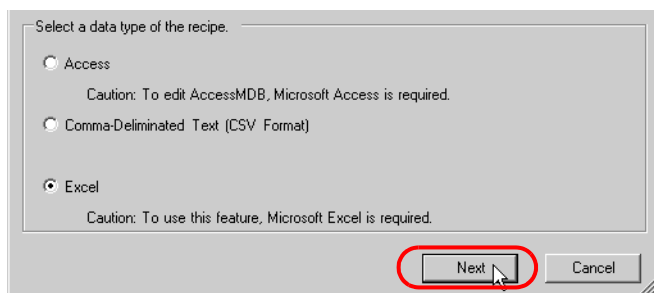 Select a data type of the recipe.
Access
Caution: To edit AccessMDB, Microsoft Access is required.
Comma-Deliminated Text (CSV Format)
Excel
Caution: To use this feature, Microsoft Excel is required.
Next Cancel